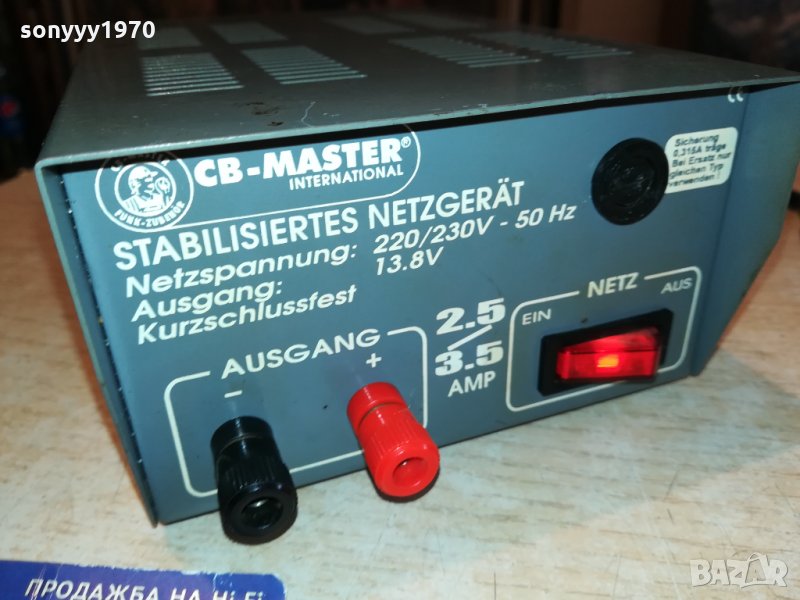 sonyyy1970
CB-MASTER®
INTERNATIONAL
FUNK-ZUBEHÖR
STABILISIERTES NETZGERÄT
Netzspannung: 220/230V - 50 Hz
Ausgang: 13.8V
Kurzschlussfest
Sicherung
0,315A träge
Bei Ersatz nur
gleichen Typ
verwenden!
AUSGANG
- +
2.5
/
3.5
AMP
NETZ
EIN AUS
ПРОДАЖБА НА Hi-Fi
BAZAR